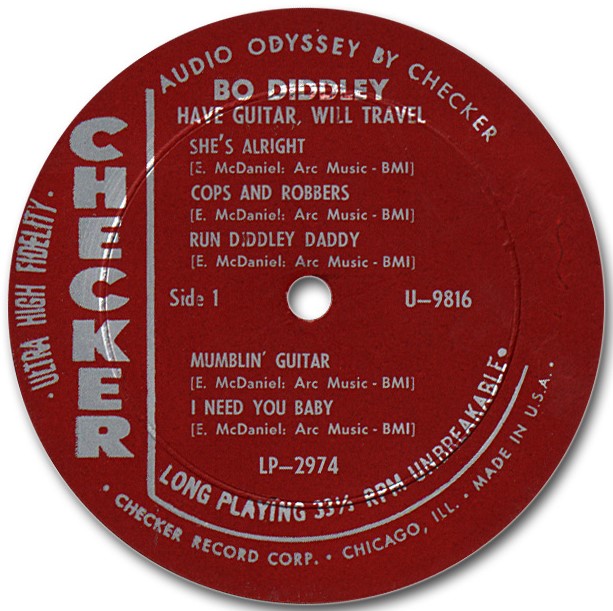 AUDIO ODYSSEY BY CHECKER
BO DIDDLEY
HAVE GUITAR, WILL TRAVEL
SHE'S ALRIGHT
[E. McDaniel: Arc Music - BMI]
COPS AND ROBBERS
[E. McDaniel: Arc Music - BMI]
RUN DIDDLEY DADDY
[E. McDaniel: Arc Music - BMI]
Side 1
U-9816
MUMBLIN' GUITAR
[E. McDaniel: Arc Music - BMI]
I NEED YOU BABY
[E. McDaniel: Arc Music - BMI]
LP-2974
CHECKER
• ULTRA HIGH FIDELITY •
LONG PLAYING 33⅓ RPM UNBREAKABLE •
• CHECKER RECORD CORP. • CHICAGO, ILL. • MADE IN U.S.A. •